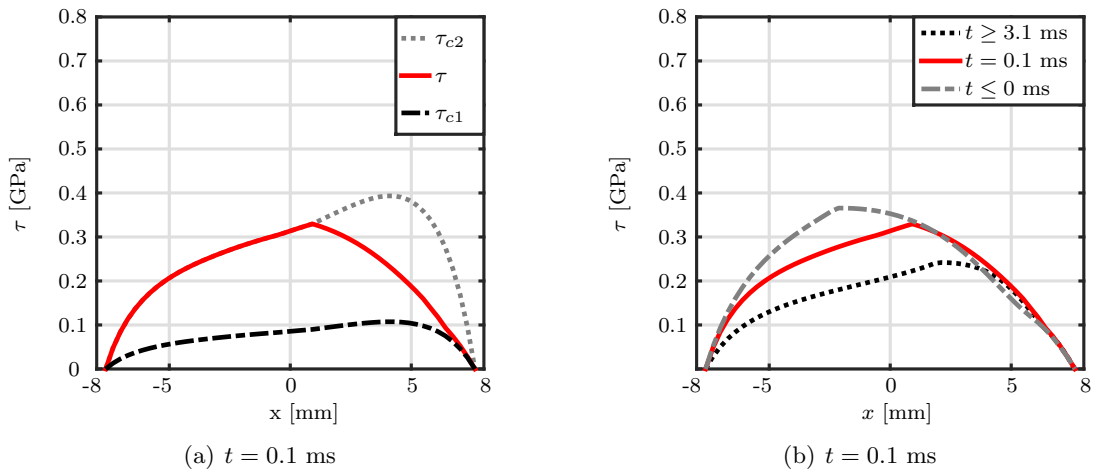 0.8
0.7
0.6
0.5
0.4
0.3
0.2
0.1
0
-8
-5
0
5
8
τ [GPa]
x [mm]
τc2
τ
τc1
(a) t = 0.1 ms
0.8
0.7
0.6
0.5
0.4
0.3
0.2
0.1
0
-8
-5
0
5
8
τ [GPa]
x [mm]
t ≥ 3.1 ms
t = 0.1 ms
t ≤ 0 ms
(b) t = 0.1 ms